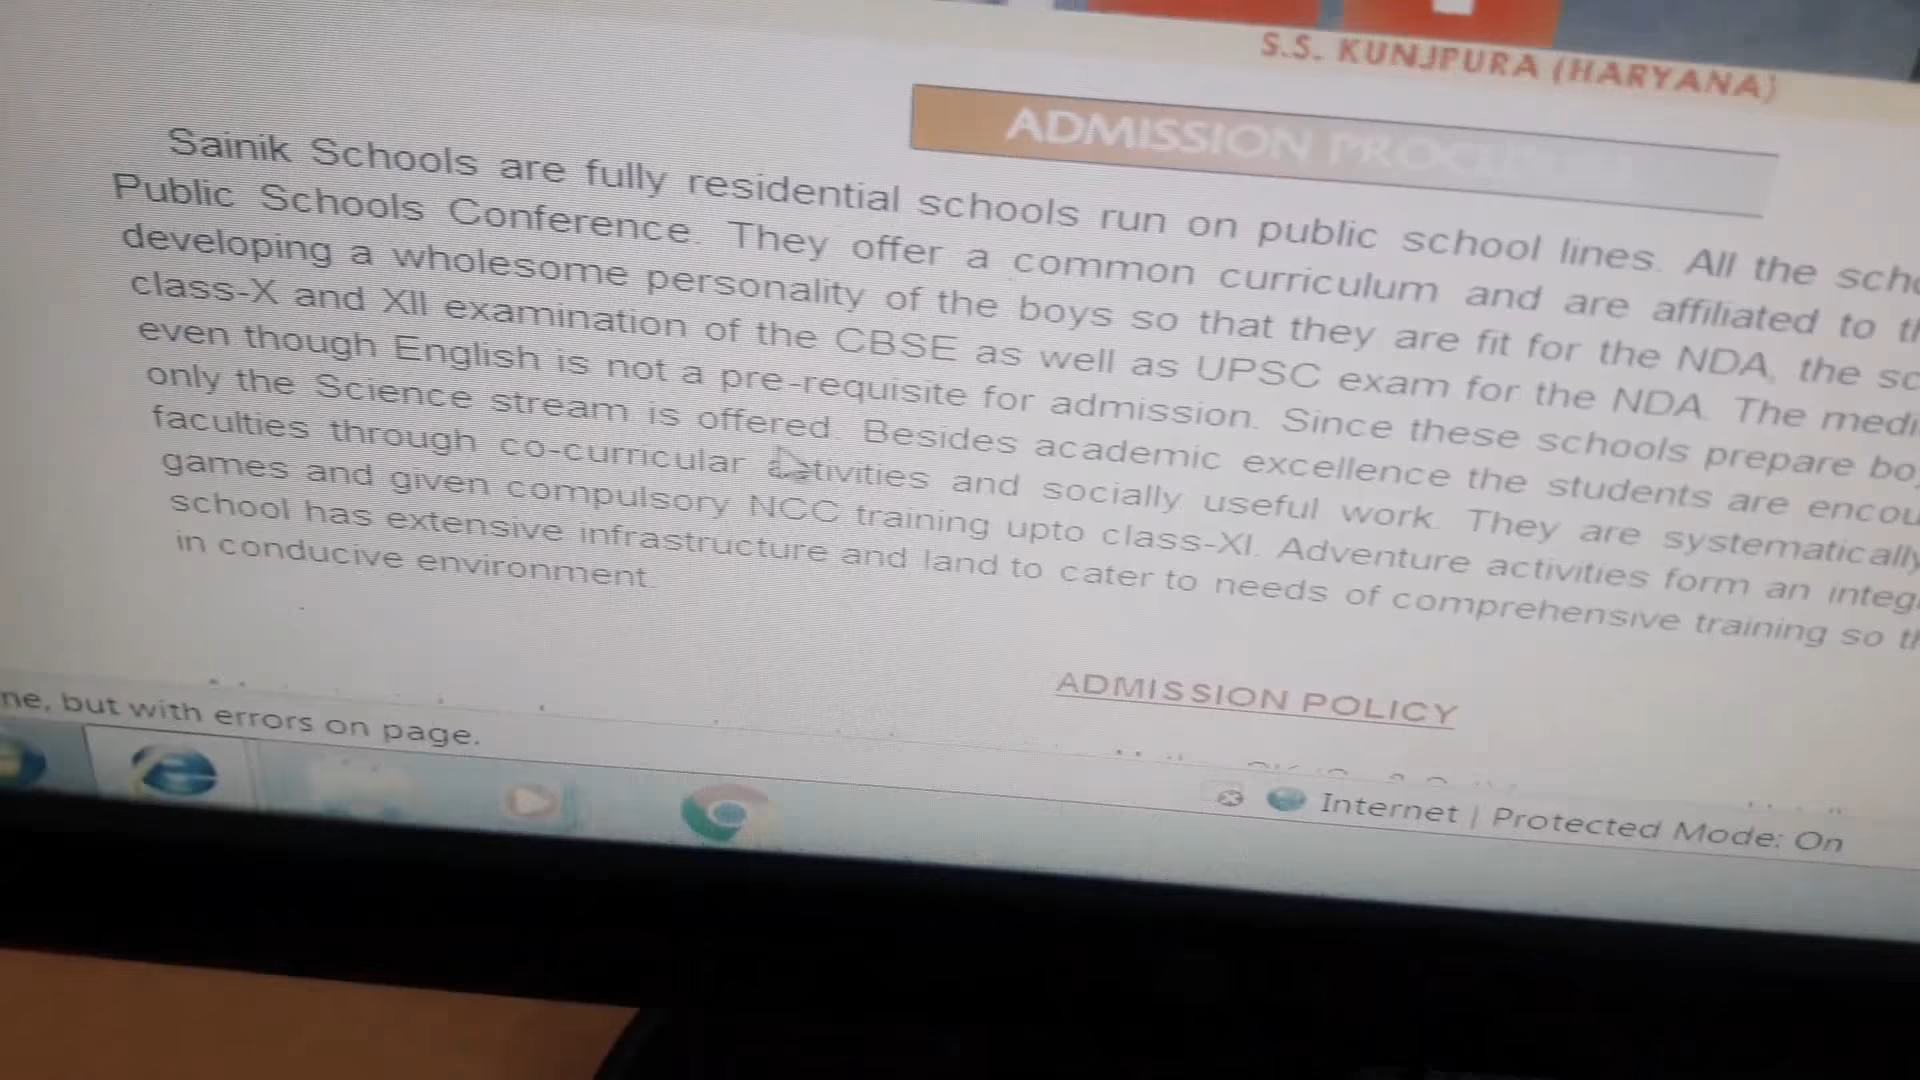 S.S. KUNJPURA (HARYANA)
ADMISSION
Sainik Schools are fully residential schools run on public school lines. All the
Public Schools Conference. They offer a common curriculum and are affiliated to
developing a wholesome personality of the boys so that they are fit for the NDA, the
class-X and XII examination of the CBSE as well as UPSC exam for the NDA. The
even though English is not a pre-requisite for admission. Since these schools prepare
only the Science stream is offered. Besides academic excellence the students are
faculties through co-curricular activities and socially useful work. They are systematically
games and given compulsory NCC training upto class-XI. Adventure activities form an
school has extensive infrastructure and land to cater to needs of comprehensive training so
in conducive environment.
ADMISSION POLICY
ne, but with errors on page.
Internet | Protected Mode: On